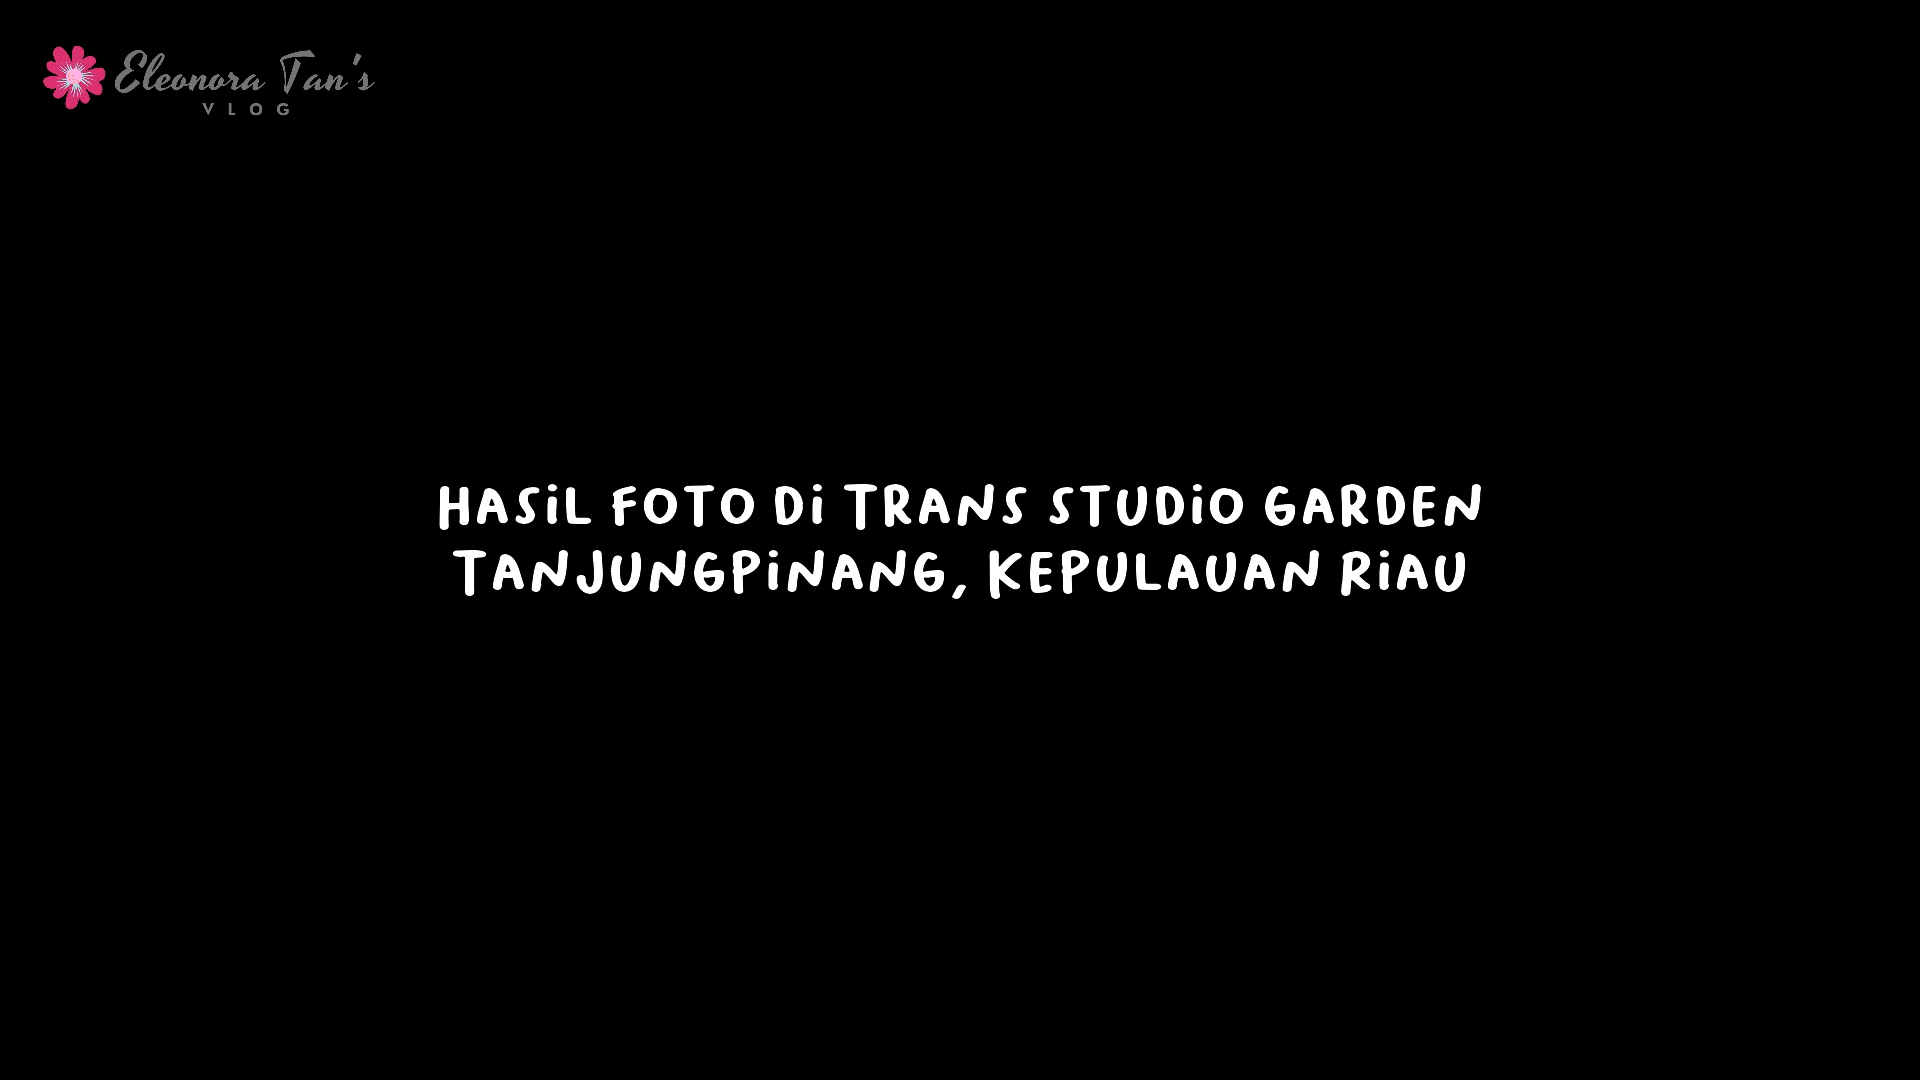 Eleonora Tan's
VLOG
HASiL FOTO Di TRANS STUDiO GARDEN
TANJUNGPiNANG, KEPULAUAN RiAU